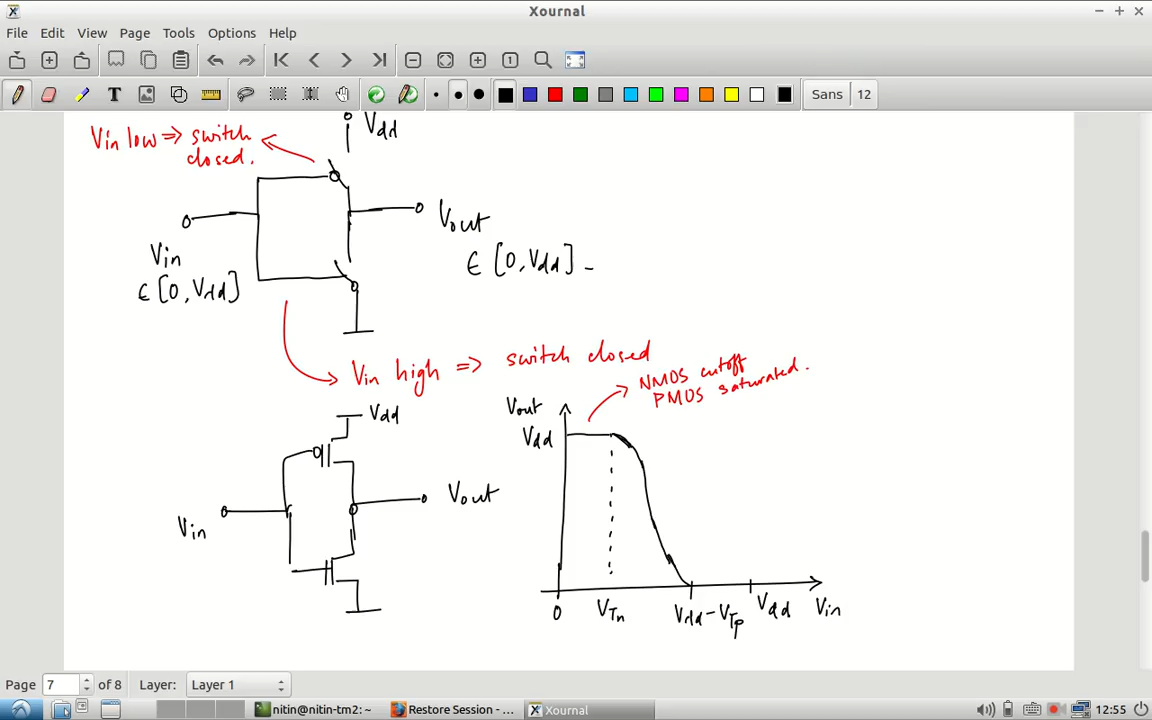 Xournal
File Edit View Page Tools Options Help
Sans 12
Vin low => switch
closed.
Vdd
Vout
Vin
∈ [0, Vdd]
∈ [0, Vdd] -
Vin high => switch closed
NMOS cutoff
PMOS saturated.
Vdd
Vout
Vin
Vout
Vdd
0 VTn Vdd-VTp Vdd Vin
Page 7 of 8 Layer: Layer 1
nitin@nitin-tm2: ~ Restore Session - ... Xournal 12:55